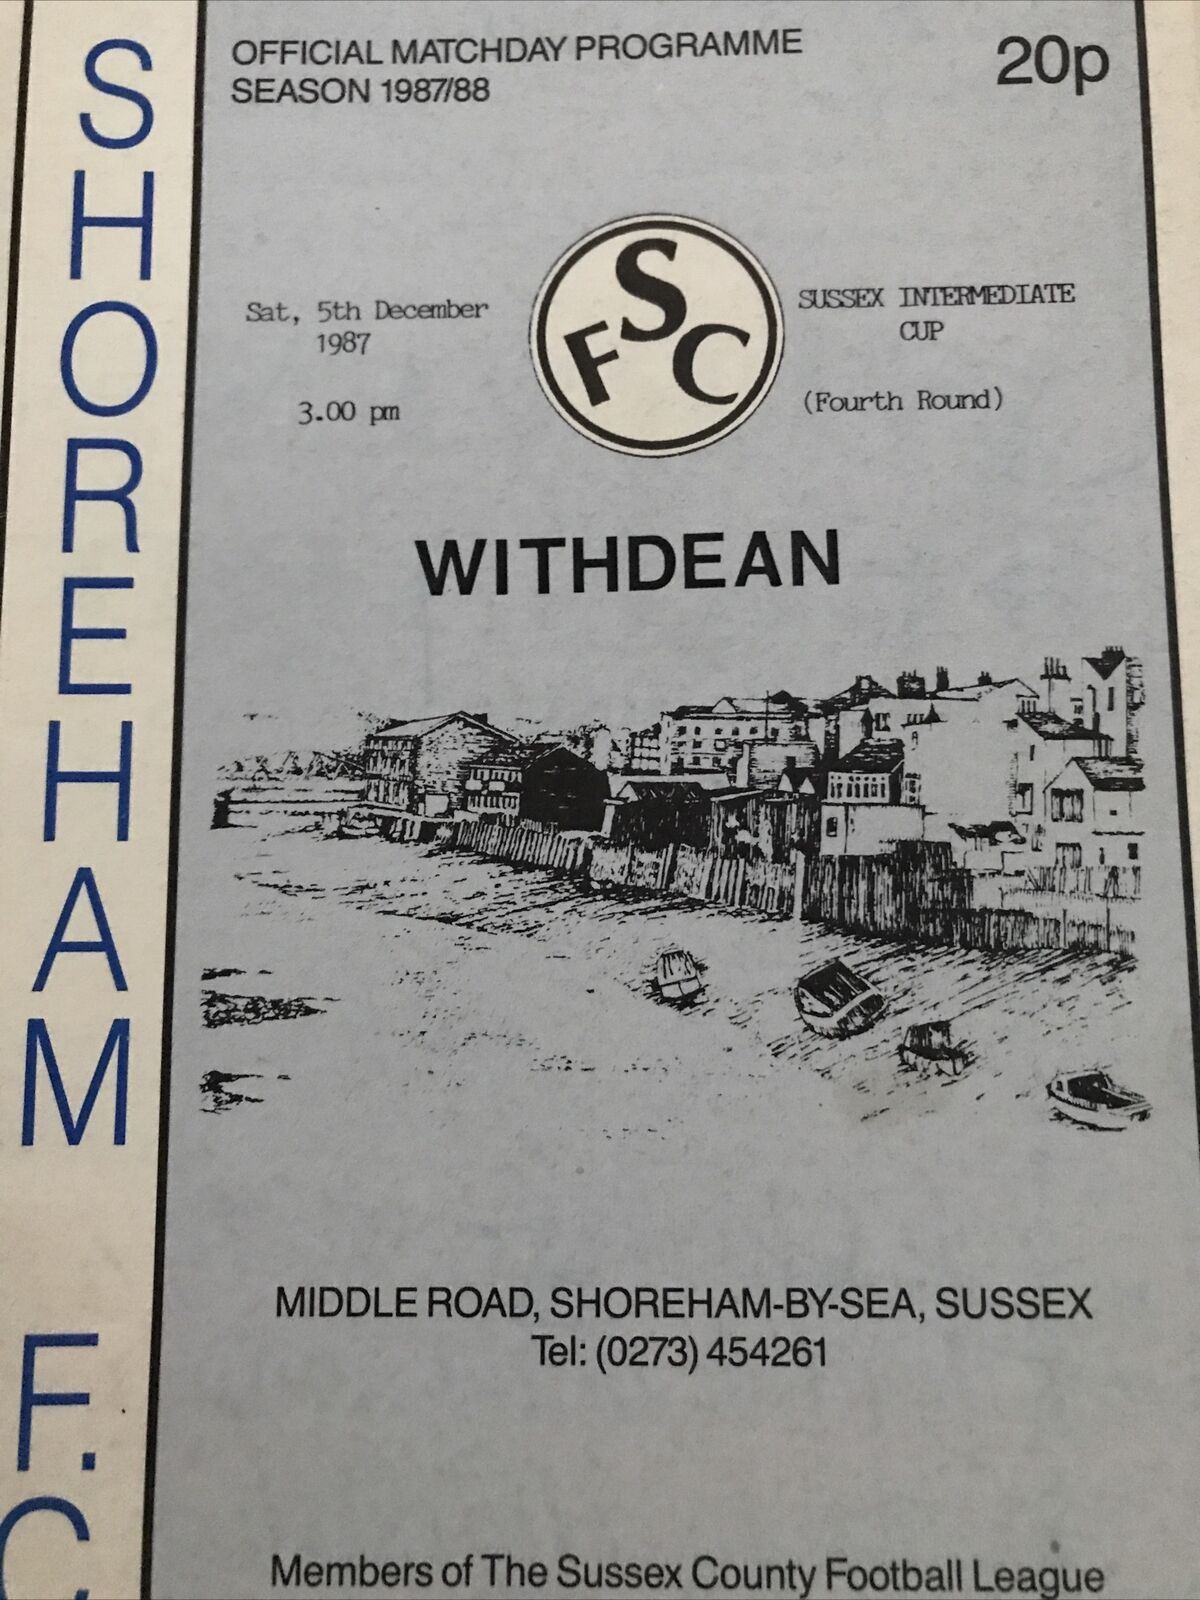 SHOREHAM F.C
OFFICIAL MATCHDAY PROGRAMME
SEASON 1987/88
20p
Sat, 5th December
1987
3.00 pm
SFC
SUSSEX INTERMEDIATE
CUP
(Fourth Round)
WITHDEAN
MIDDLE ROAD, SHOREHAM-BY-SEA, SUSSEX
Tel: (0273) 454261
Members of The Sussex County Football League